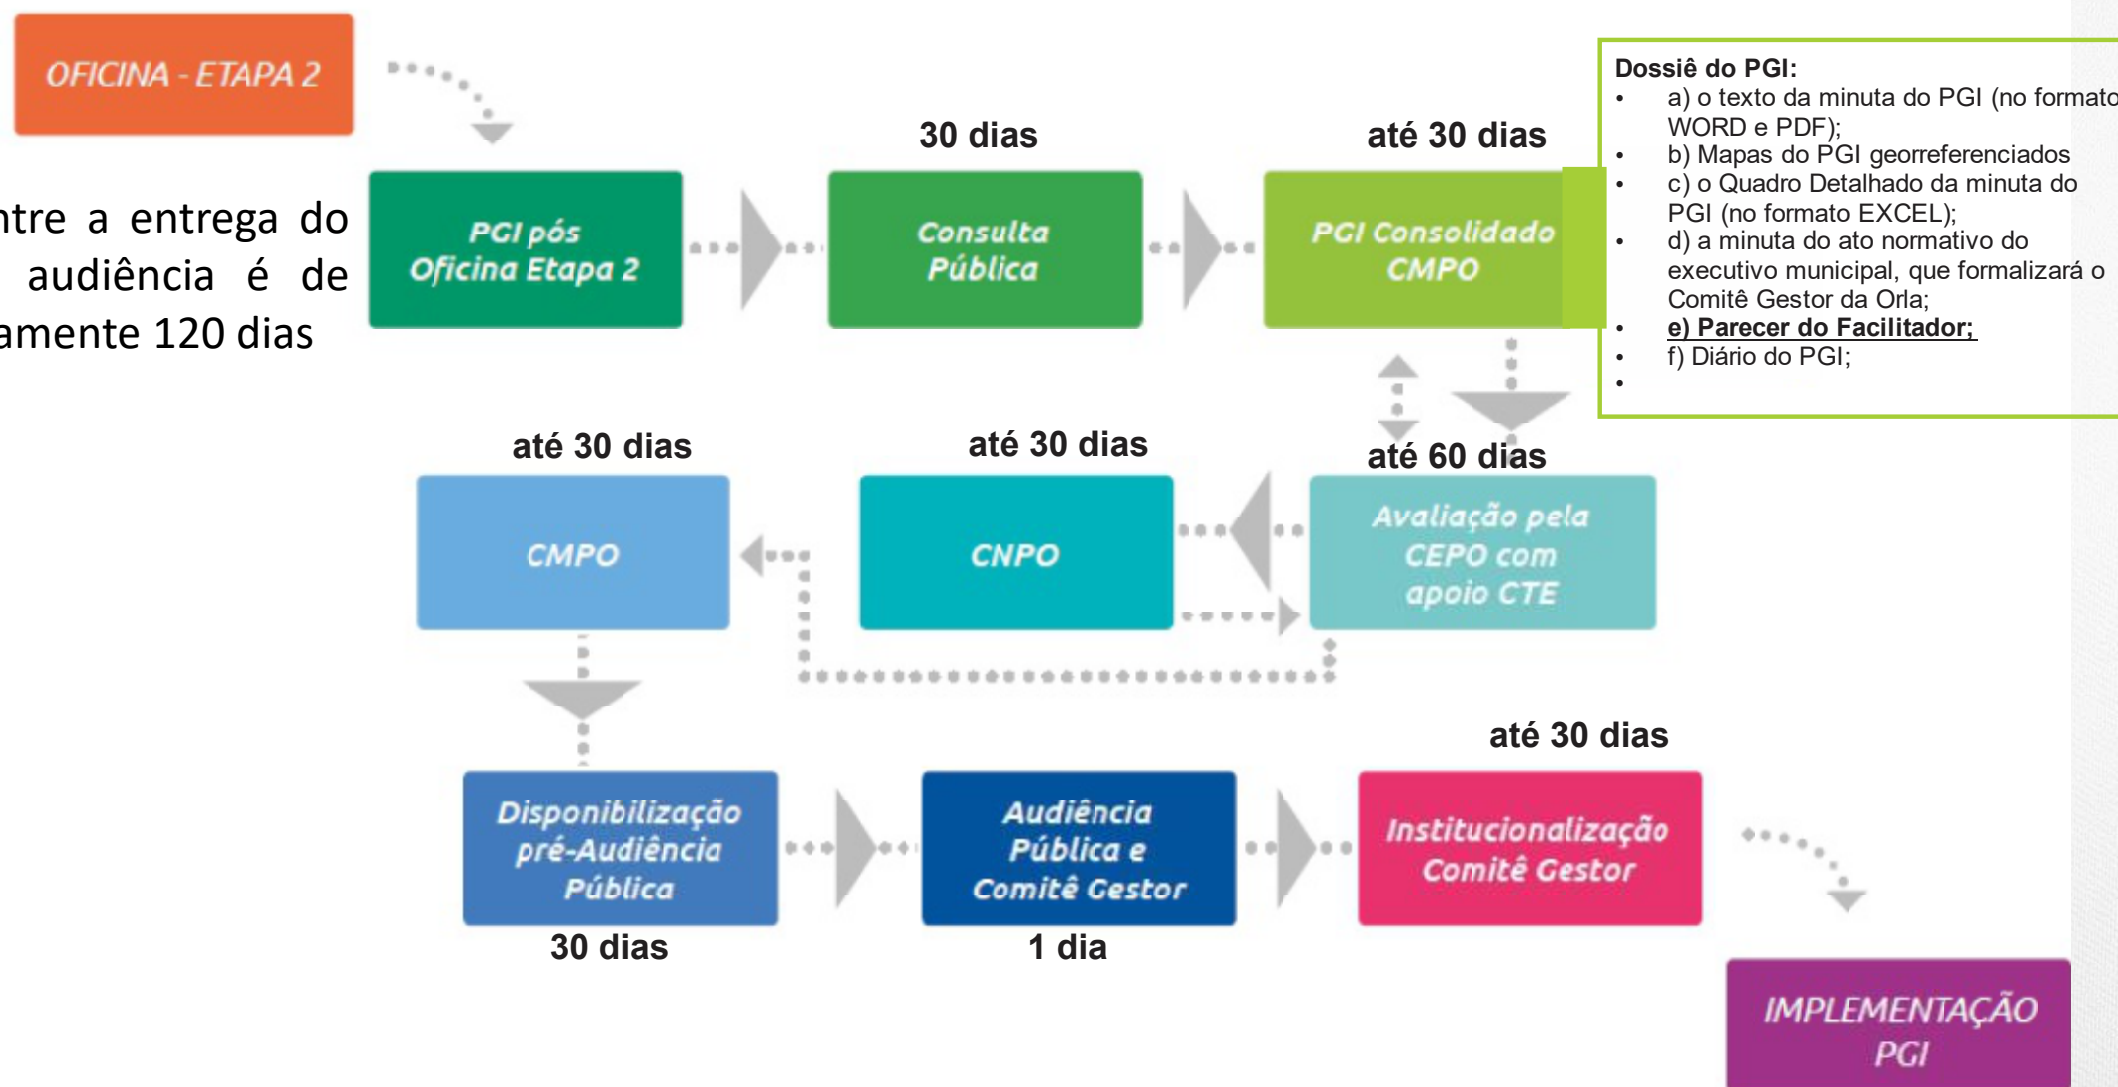 OFICINA - ETAPA 2
ntre a entrega do
audiência é de
amente 120 dias
PGI pós
Oficina Etapa 2
30 dias
Consulta
Pública
até 30 dias
PGI Consolidado
CMPO
Dossiê do PGI:
• a) o texto da minuta do PGI (no formato
WORD e PDF);
• b) Mapas do PGI georreferenciados
• c) o Quadro Detalhado da minuta do
PGI (no formato EXCEL);
• d) a minuta do ato normativo do
executivo municipal, que formalizará o
Comitê Gestor da Orla;
• e) Parecer do Facilitador;
• f) Diário do PGI;
•
até 30 dias
CMPO
até 30 dias
CNPO
até 60 dias
Avaliação pela
CEPO com
apoio CTE
Disponibilização
pré-Audiência
Pública
30 dias
Audiência
Pública e
Comitê Gestor
1 dia
até 30 dias
Institucionalização
Comitê Gestor
IMPLEMENTAÇÃO
PGI